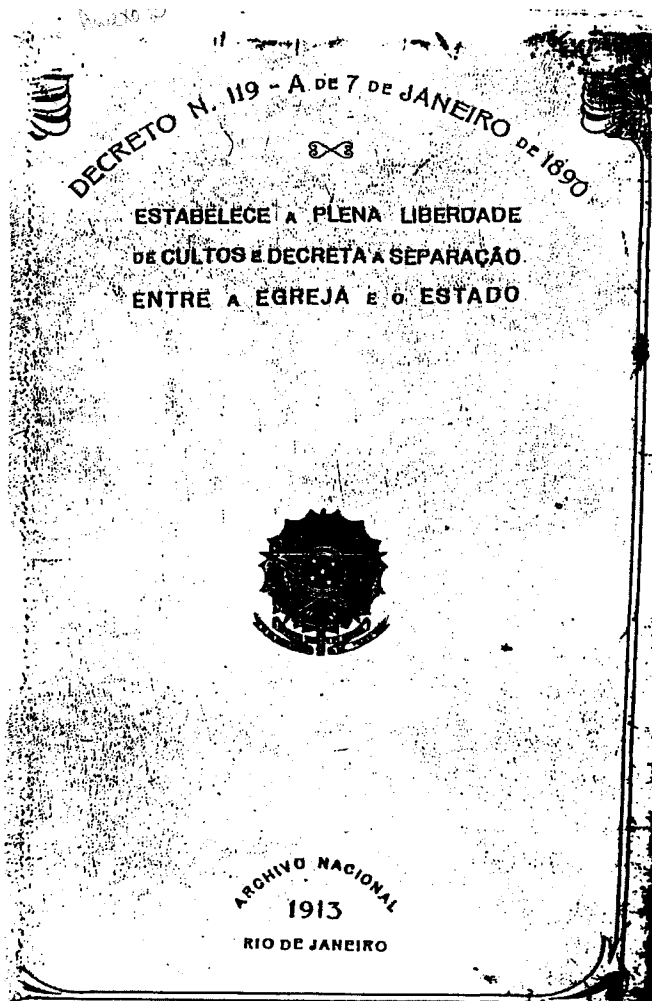 DECRETO N. 119 - A DE 7 DE JANEIRO DE 1890
ESTABELECE A PLENA LIBERDADE
DE CULTOS E DECRETA A SEPARAÇÃO
ENTRE A EGREJA E O ESTADO
ARCHIVO NACIONAL
1913
RIO DE JANEIRO